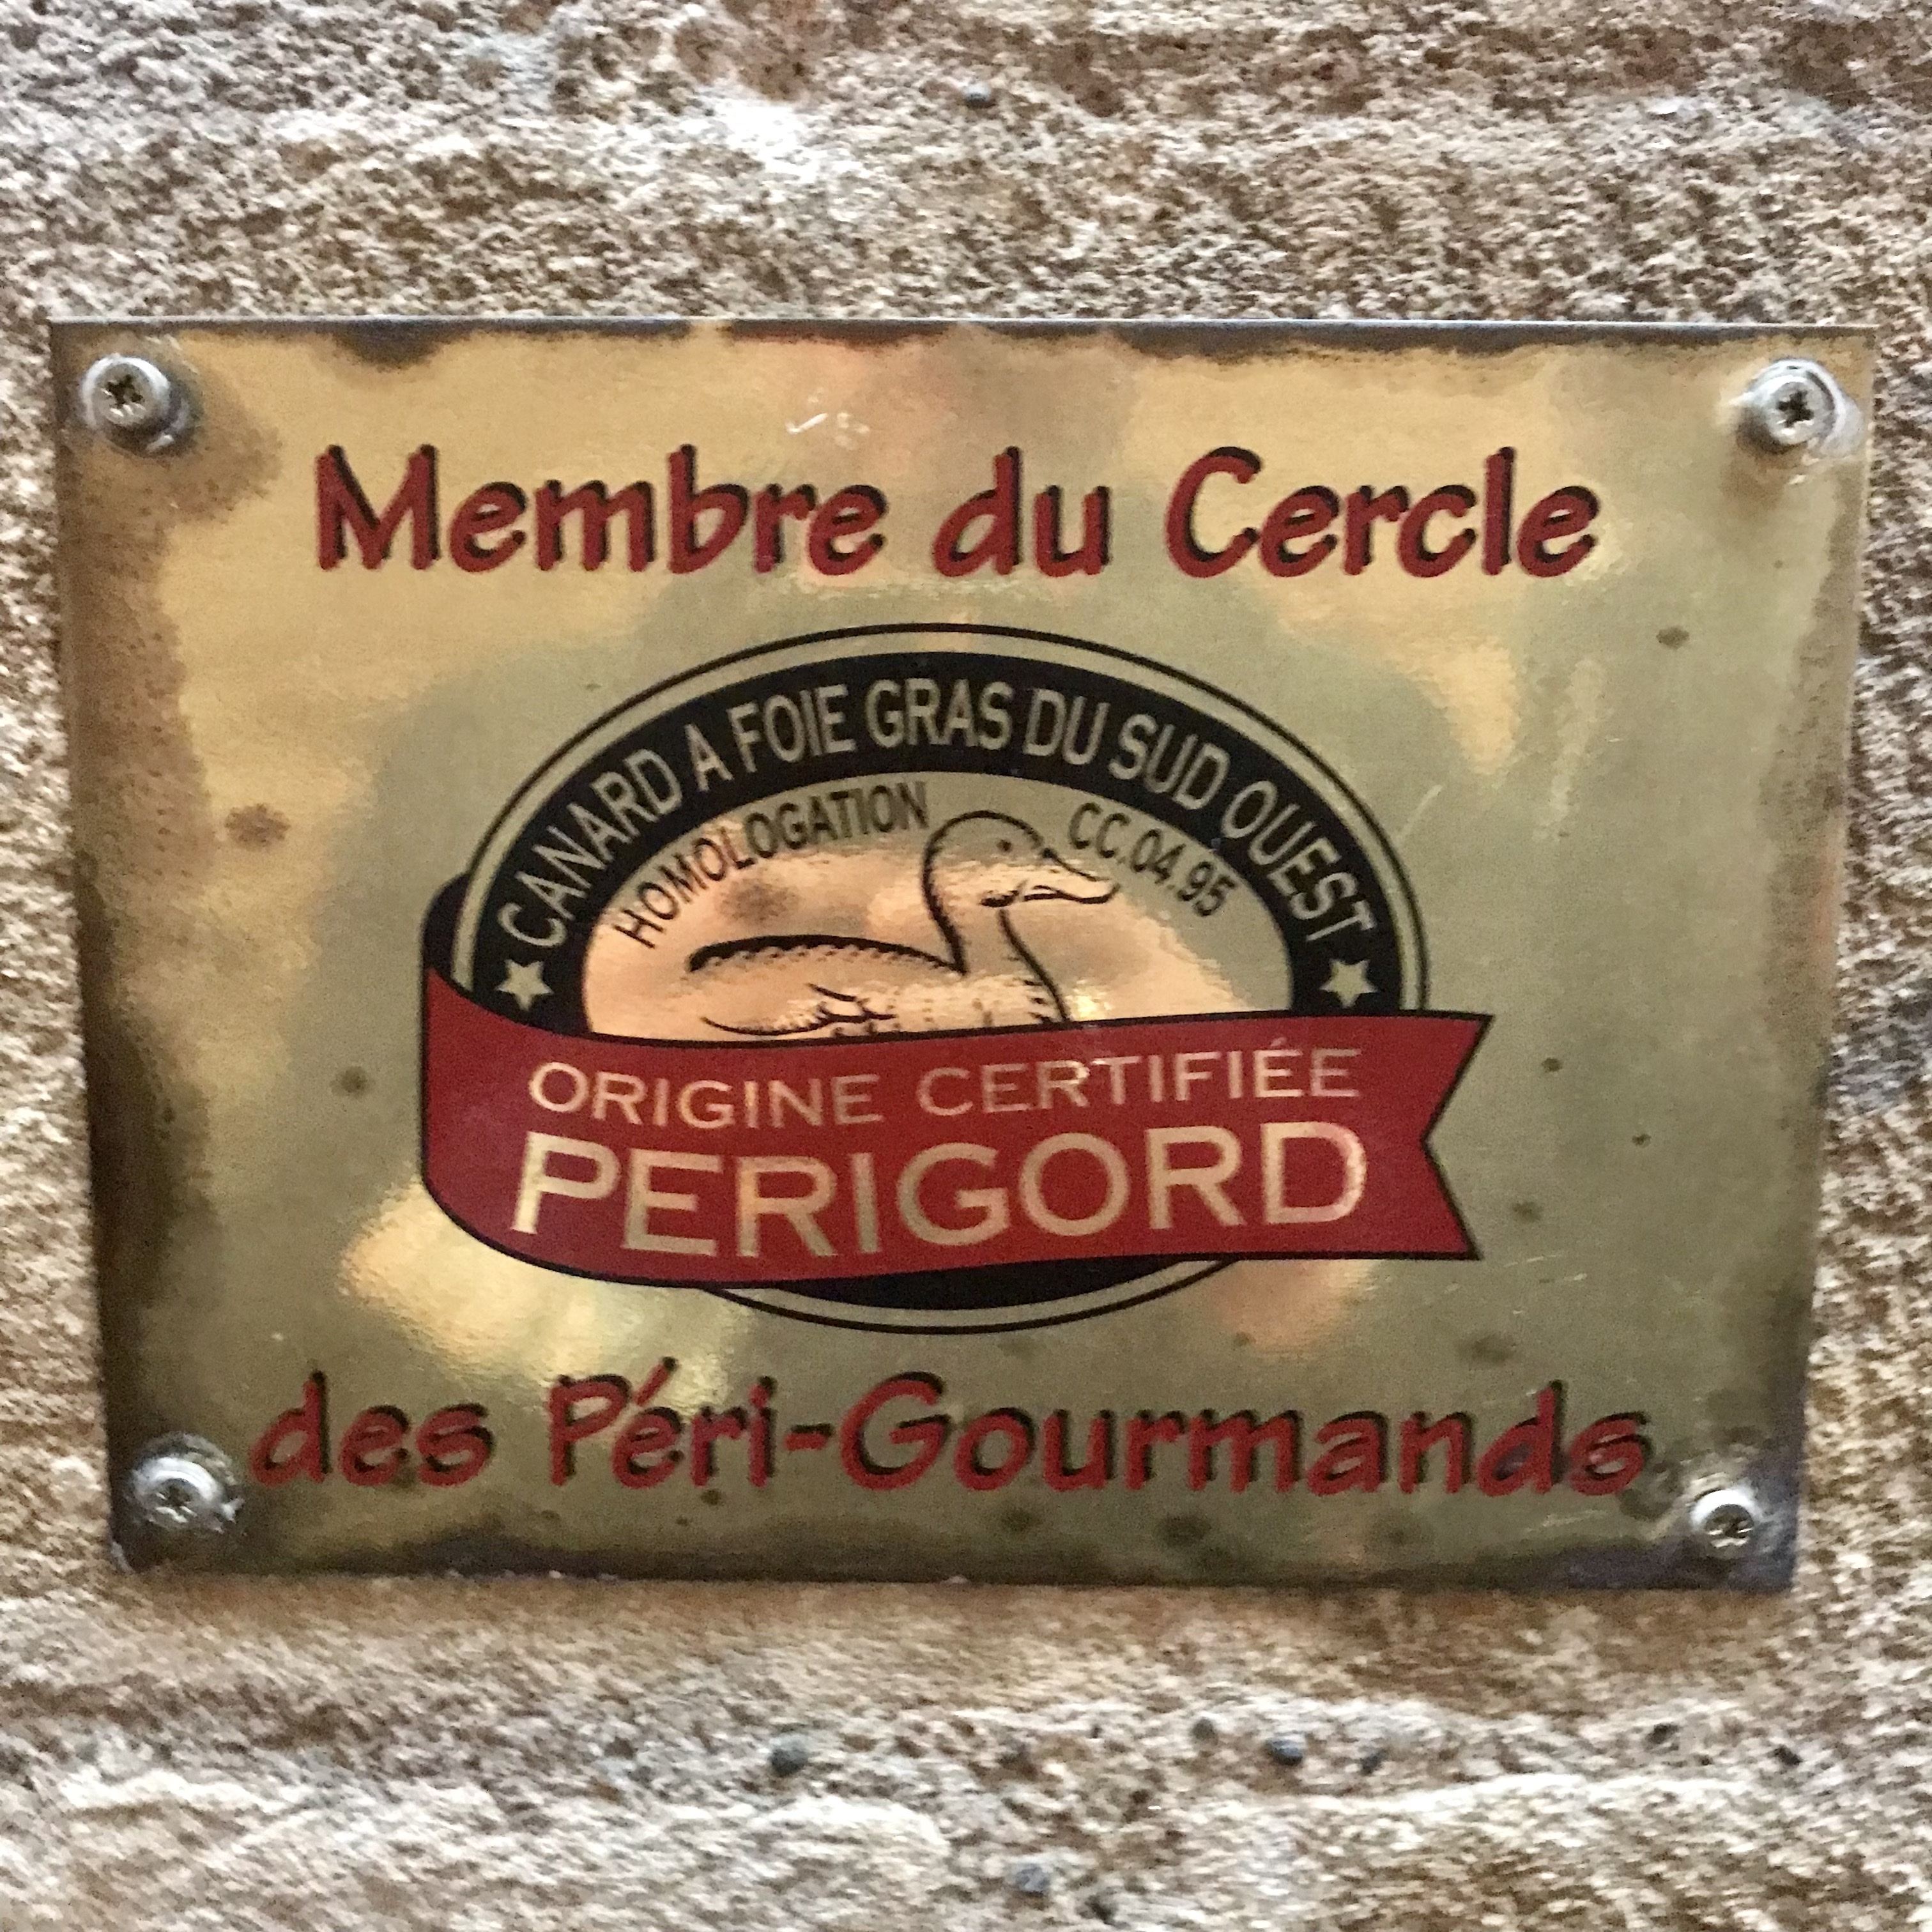 Membre du Cercle
CANARD A FOIE GRAS DU SUD OUEST
HOMOLOGATION CC.04.95
ORIGINE CERTIFIÉE
PERIGORD
des Péri-Gourmands